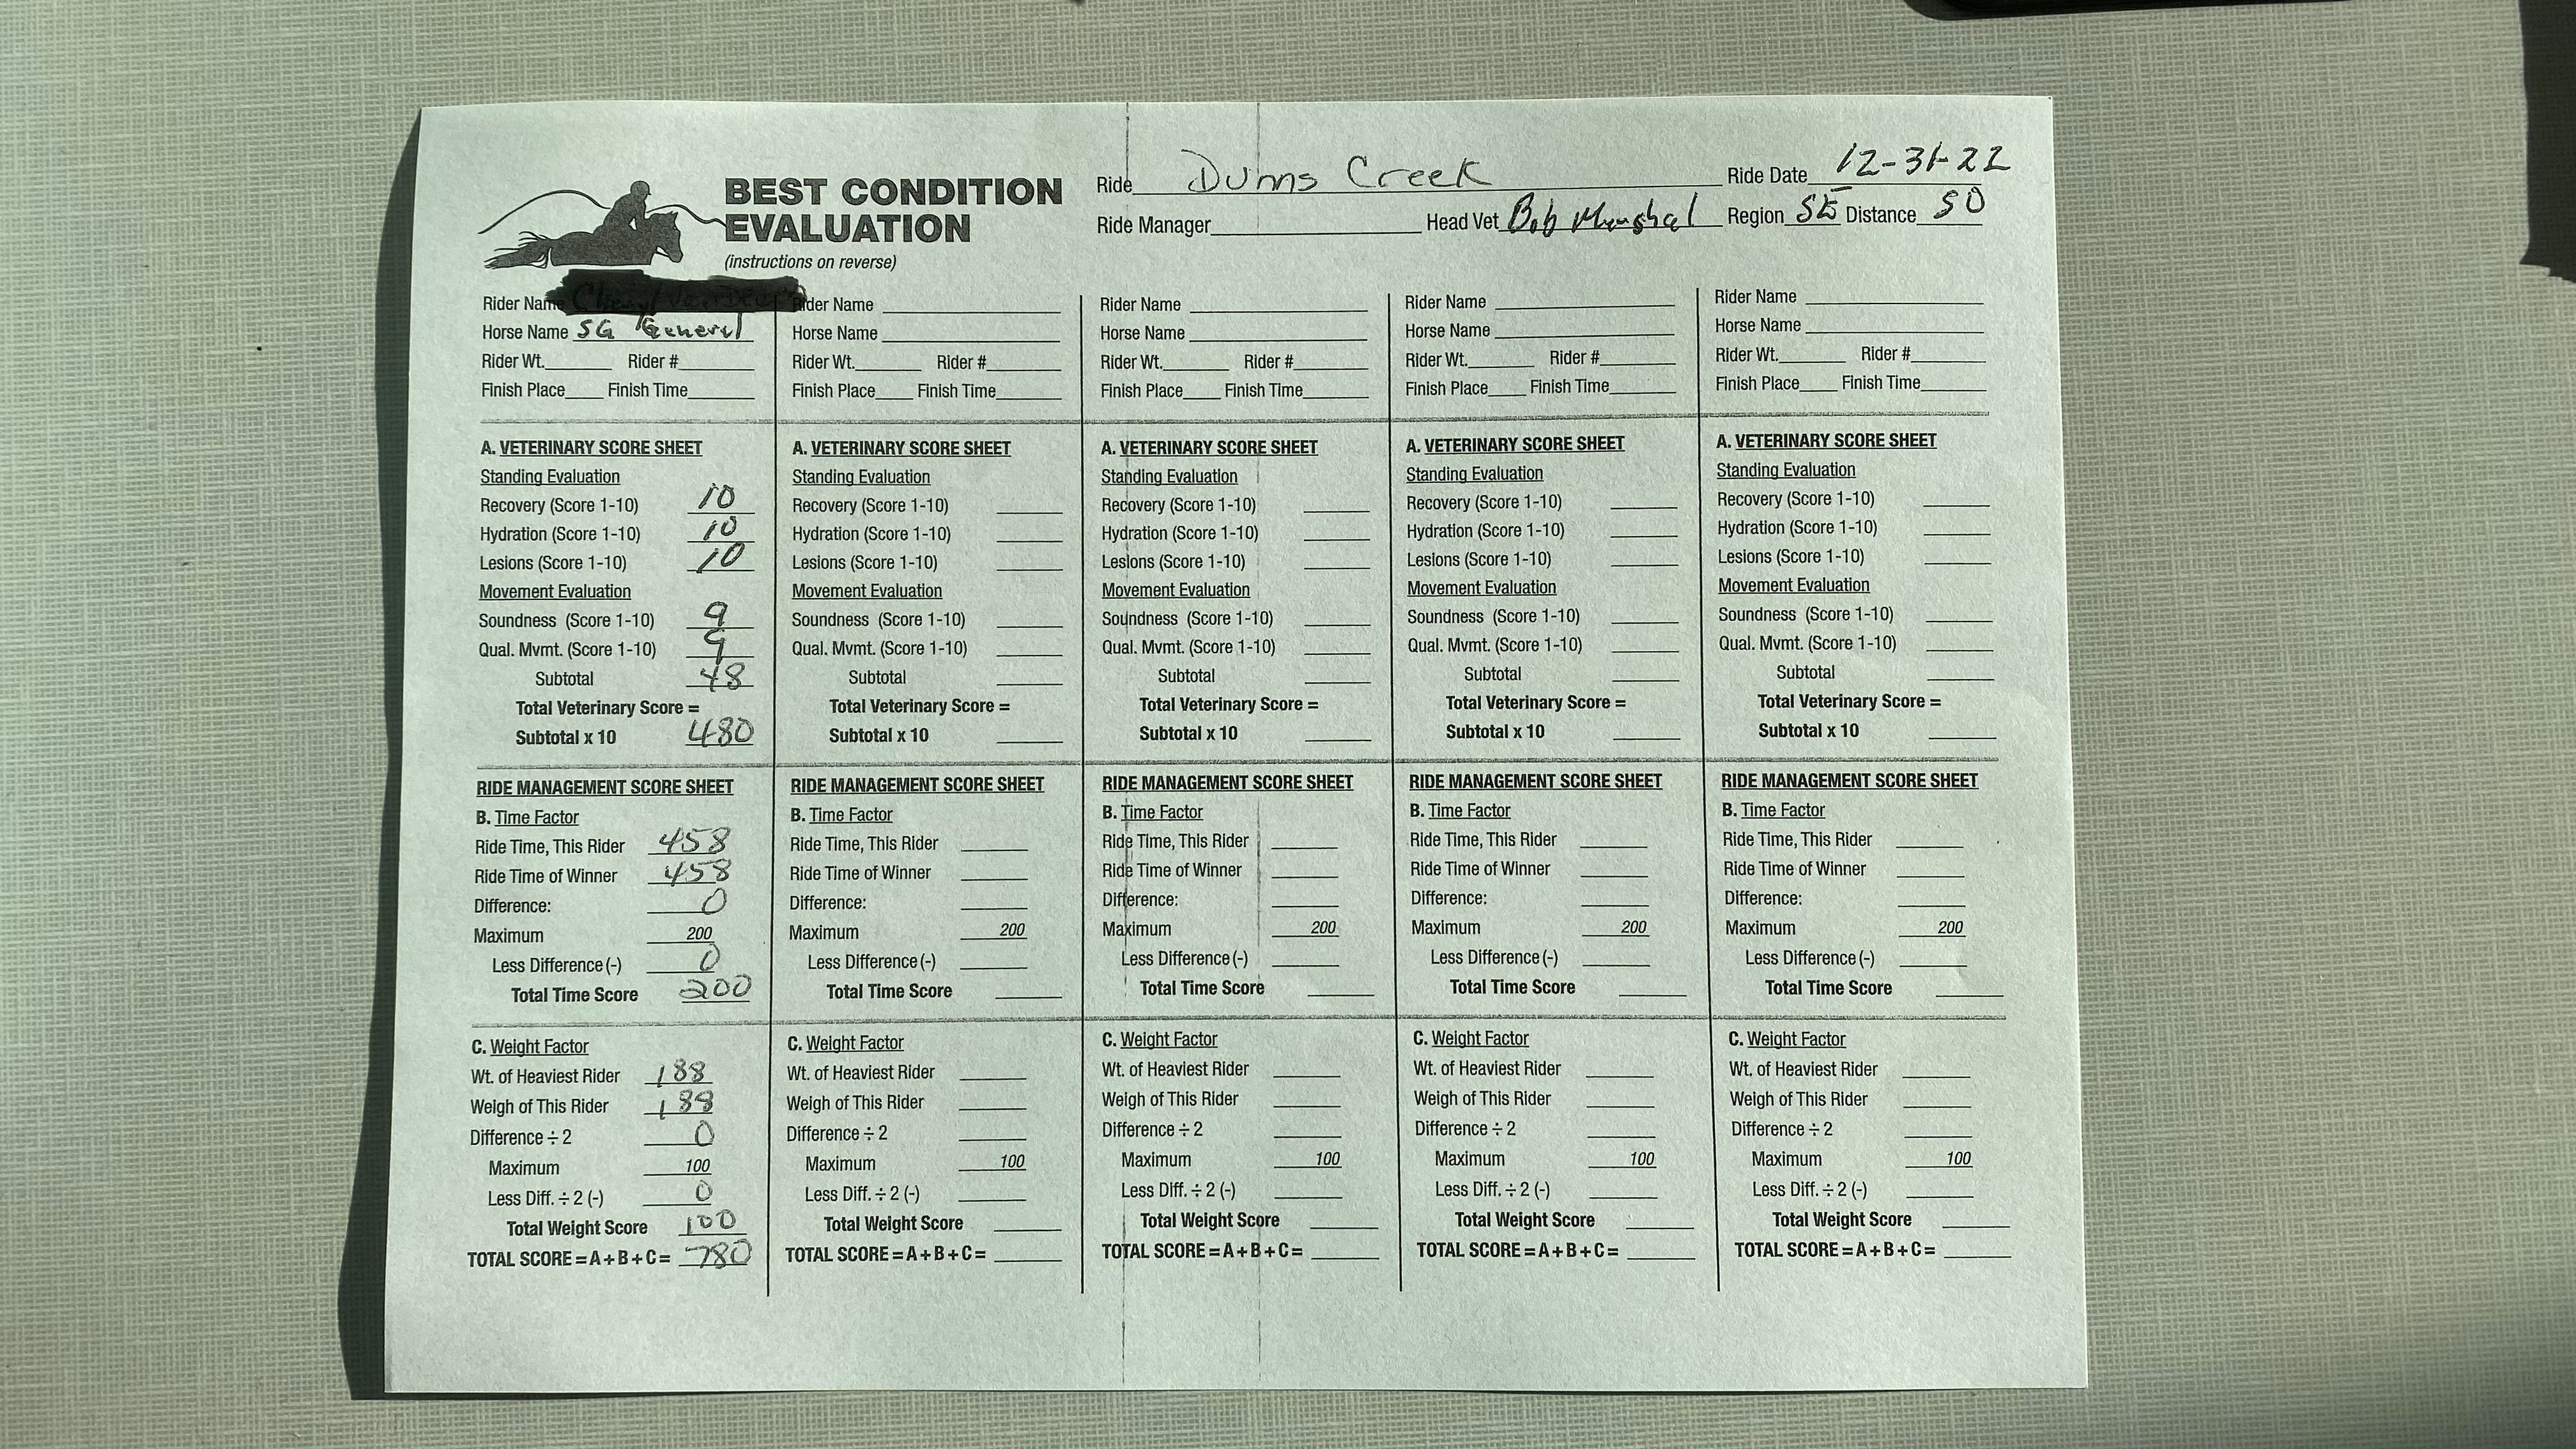 BEST CONDITION
EVALUATION
(instructions on reverse)
Ride Dunns Creek Ride Date 12-31-22
Ride Manager Head Vet Bob Marshal Region SE Distance 50
Rider Name
Horse Name SG General
Rider Wt. Rider #
Finish Place Finish Time
A. VETERINARY SCORE SHEET
Standing Evaluation
Recovery (Score 1-10) 10
Hydration (Score 1-10) 10
Lesions (Score 1-10) 10
Movement Evaluation
Soundness (Score 1-10) 9
Qual. Mvmt. (Score 1-10) 9
Subtotal 48
Total Veterinary Score =
Subtotal x 10 480
RIDE MANAGEMENT SCORE SHEET
B. Time Factor
Ride Time, This Rider 458
Ride Time of Winner 458
Difference: 0
Maximum 200
Less Difference (-) 0
Total Time Score 200
C. Weight Factor
Wt. of Heaviest Rider 188
Weigh of This Rider 188
Difference ÷ 2 0
Maximum 100
Less Diff. ÷ 2 (-) 0
Total Weight Score 100
TOTAL SCORE = A + B + C = 780
Rider Name
Horse Name
Rider Wt. Rider #
Finish Place Finish Time
A. VETERINARY SCORE SHEET
Standing Evaluation
Recovery (Score 1-10)
Hydration (Score 1-10)
Lesions (Score 1-10)
Movement Evaluation
Soundness (Score 1-10)
Qual. Mvmt. (Score 1-10)
Subtotal
Total Veterinary Score =
Subtotal x 10
RIDE MANAGEMENT SCORE SHEET
B. Time Factor
Ride Time, This Rider
Ride Time of Winner
Difference:
Maximum 200
Less Difference (-)
Total Time Score
C. Weight Factor
Wt. of Heaviest Rider
Weigh of This Rider
Difference ÷ 2
Maximum 100
Less Diff. ÷ 2 (-)
Total Weight Score
TOTAL SCORE = A + B + C =
Rider Name
Horse Name
Rider Wt. Rider #
Finish Place Finish Time
A. VETERINARY SCORE SHEET
Standing Evaluation
Recovery (Score 1-10)
Hydration (Score 1-10)
Lesions (Score 1-10)
Movement Evaluation
Soundness (Score 1-10)
Qual. Mvmt. (Score 1-10)
Subtotal
Total Veterinary Score =
Subtotal x 10
RIDE MANAGEMENT SCORE SHEET
B. Time Factor
Ride Time, This Rider
Ride Time of Winner
Difference:
Maximum 200
Less Difference (-)
Total Time Score
C. Weight Factor
Wt. of Heaviest Rider
Weigh of This Rider
Difference ÷ 2
Maximum 100
Less Diff. ÷ 2 (-)
Total Weight Score
TOTAL SCORE = A + B + C =
Rider Name
Horse Name
Rider Wt. Rider #
Finish Place Finish Time
A. VETERINARY SCORE SHEET
Standing Evaluation
Recovery (Score 1-10)
Hydration (Score 1-10)
Lesions (Score 1-10)
Movement Evaluation
Soundness (Score 1-10)
Qual. Mvmt. (Score 1-10)
Subtotal
Total Veterinary Score =
Subtotal x 10
RIDE MANAGEMENT SCORE SHEET
B. Time Factor
Ride Time, This Rider
Ride Time of Winner
Difference:
Maximum 200
Less Difference (-)
Total Time Score
C. Weight Factor
Wt. of Heaviest Rider
Weigh of This Rider
Difference ÷ 2
Maximum 100
Less Diff. ÷ 2 (-)
Total Weight Score
TOTAL SCORE = A + B + C =
Rider Name
Horse Name
Rider Wt. Rider #
Finish Place Finish Time
A. VETERINARY SCORE SHEET
Standing Evaluation
Recovery (Score 1-10)
Hydration (Score 1-10)
Lesions (Score 1-10)
Movement Evaluation
Soundness (Score 1-10)
Qual. Mvmt. (Score 1-10)
Subtotal
Total Veterinary Score =
Subtotal x 10
RIDE MANAGEMENT SCORE SHEET
B. Time Factor
Ride Time, This Rider
Ride Time of Winner
Difference:
Maximum 200
Less Difference (-)
Total Time Score
C. Weight Factor
Wt. of Heaviest Rider
Weigh of This Rider
Difference ÷ 2
Maximum 100
Less Diff. ÷ 2 (-)
Total Weight Score
TOTAL SCORE = A + B + C =